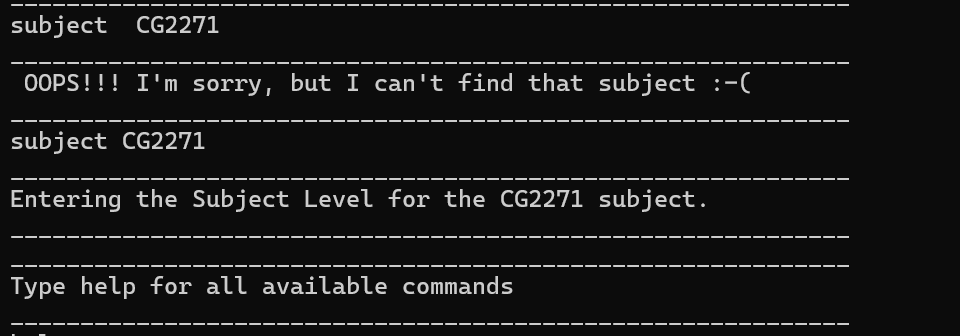 ____________________________________________________________
subject  CG2271
____________________________________________________________
 OOPS!!! I'm sorry, but I can't find that subject :-(
____________________________________________________________
subject CG2271
____________________________________________________________
Entering the Subject Level for the CG2271 subject.
____________________________________________________________
____________________________________________________________
Type help for all available commands
____________________________________________________________